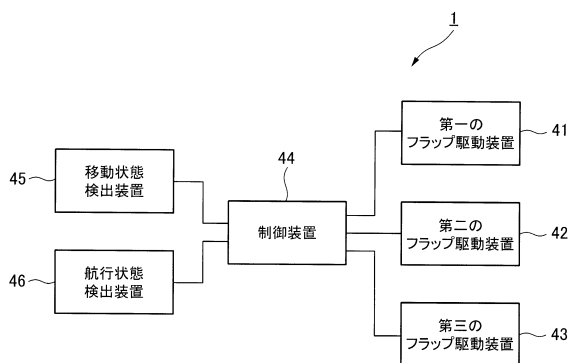 1
第一の
フラップ駆動装置
41
44
45
移動状態
検出装置
制御装置
第二の
フラップ駆動装置
42
46
航行状態
検出装置
第三の
フラップ駆動装置
43